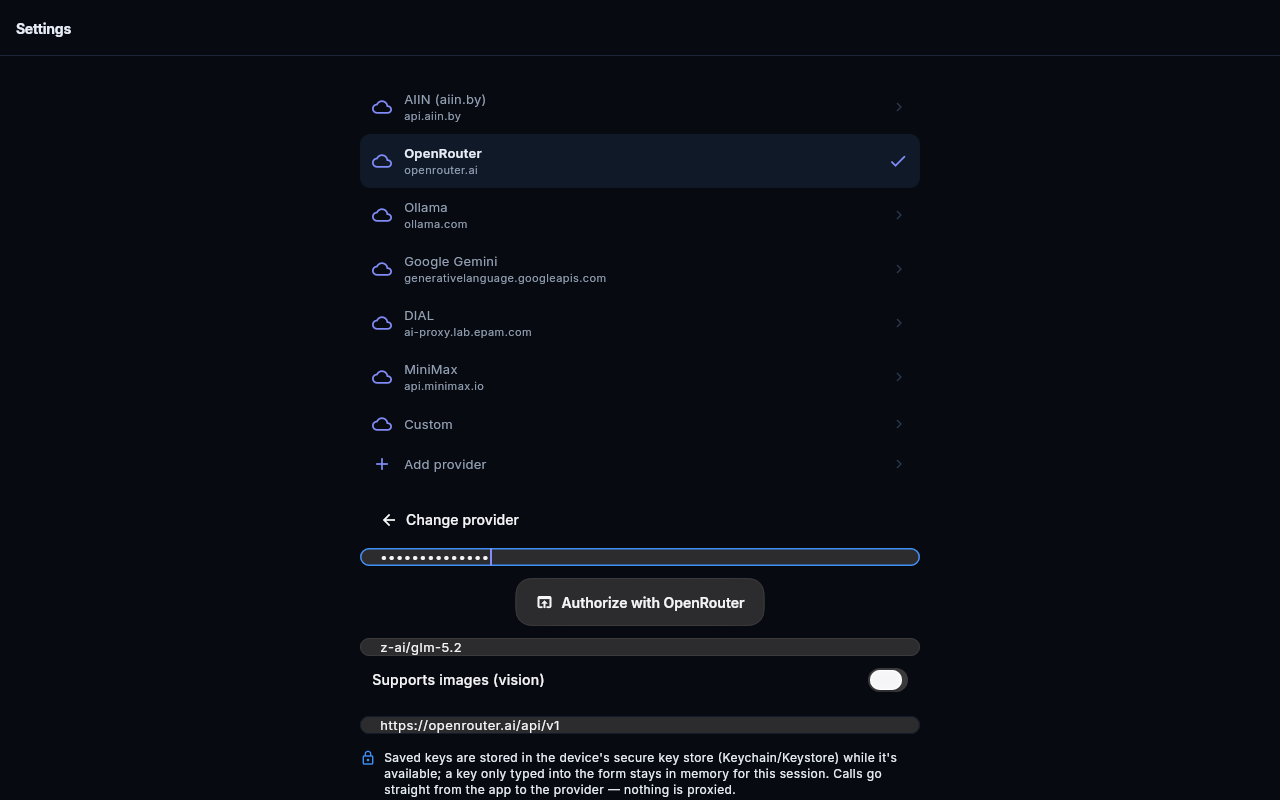 Settings
AIIN (aiin.by)
api.aiin.by
OpenRouter
openrouter.ai
Ollama
ollama.com
Google Gemini
generativelanguage.googleapis.com
DIAL
ai-proxy.lab.epam.com
MiniMax
api.minimax.io
Custom
Add provider
Change provider
••••••••••••••
Authorize with OpenRouter
z-ai/glm-5.2
Supports images (vision)
https://openrouter.ai/api/v1
Saved keys are stored in the device's secure key store (Keychain/Keystore) while it's
available; a key only typed into the form stays in memory for this session. Calls go
straight from the app to the provider — nothing is proxied.